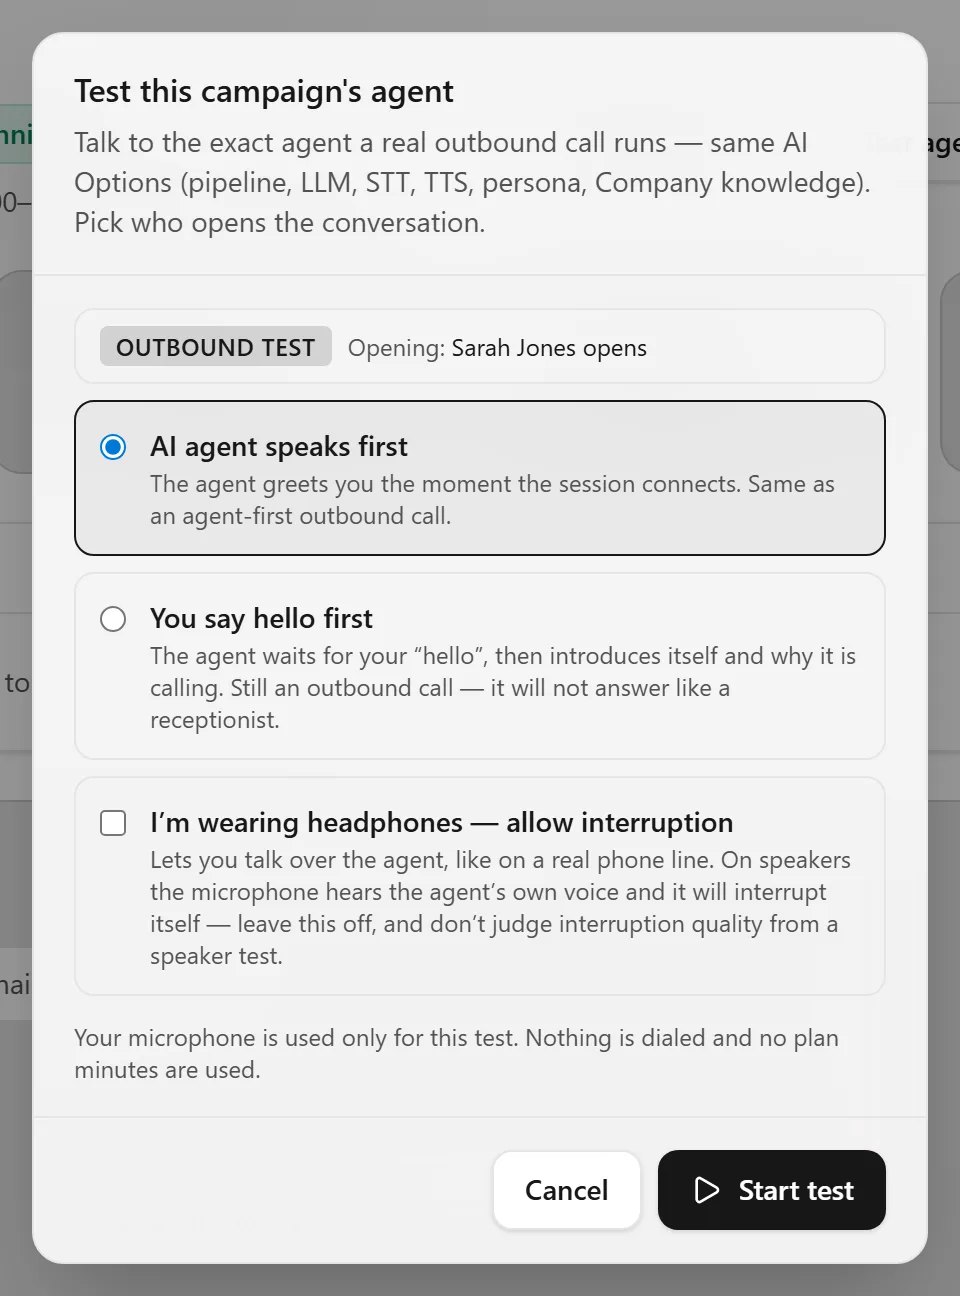 Test this campaign's agent
Talk to the exact agent a real outbound call runs — same AI
Options (pipeline, LLM, STT, TTS, persona, Company knowledge).
Pick who opens the conversation.
OUTBOUND TEST Opening: Sarah Jones opens
AI agent speaks first
The agent greets you the moment the session connects. Same as
an agent-first outbound call.
You say hello first
The agent waits for your “hello”, then introduces itself and why it is
calling. Still an outbound call — it will not answer like a
receptionist.
I’m wearing headphones — allow interruption
Lets you talk over the agent, like on a real phone line. On speakers
the microphone hears the agent’s own voice and it will interrupt
itself — leave this off, and don’t judge interruption quality from a
speaker test.
Your microphone is used only for this test. Nothing is dialed and no plan
minutes are used.
Cancel
Start test
to